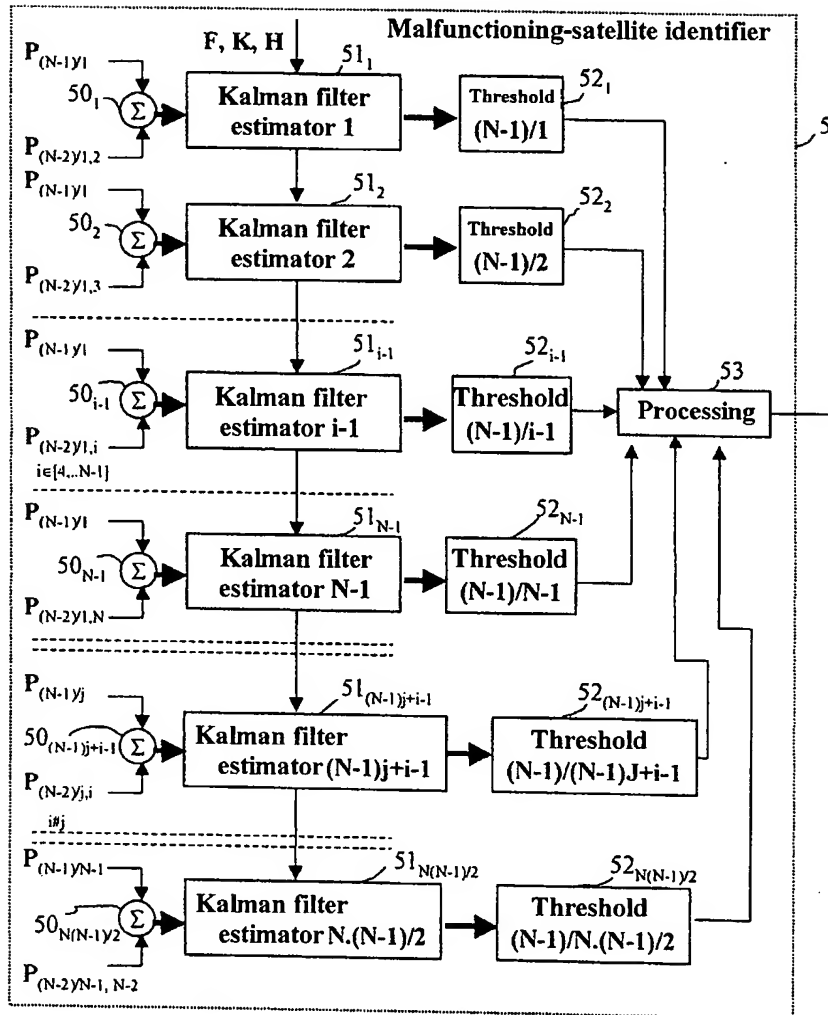 Malfunctioning-satellite identifier
F, K, H
P(N-1)/1
50₁
Σ
P(N-2)/1,2
51₁
Kalman filter
estimator 1
52₁
Threshold
(N-1)/1
5
P(N-1)/1
50₂
Σ
P(N-2)/1,3
51₂
Kalman filter
estimator 2
52₂
Threshold
(N-1)/2
P(N-1)/1
50i-1
Σ
P(N-2)/1,i
i∈[4,..N-1]
51i-1
Kalman filter
estimator i-1
52i-1
Threshold
(N-1)/i-1
53
Processing
P(N-1)/1
50N-1
Σ
P(N-2)/1,N
51N-1
Kalman filter
estimator N-1
52N-1
Threshold
(N-1)/N-1
P(N-1)/j
50(N-1)j+i-1
Σ
P(N-2)/j,i
i#j
51(N-1)j+i-1
Kalman filter
estimator (N-1)j+i-1
52(N-1)j+i-1
Threshold
(N-1)/(N-1)J+i-1
P(N-1)/N-1
50N(N-1)/2
Σ
P(N-2)/N-1, N-2
51N(N-1)/2
Kalman filter
estimator N.(N-1)/2
52N(N-1)/2
Threshold
(N-1)/N.(N-1)/2